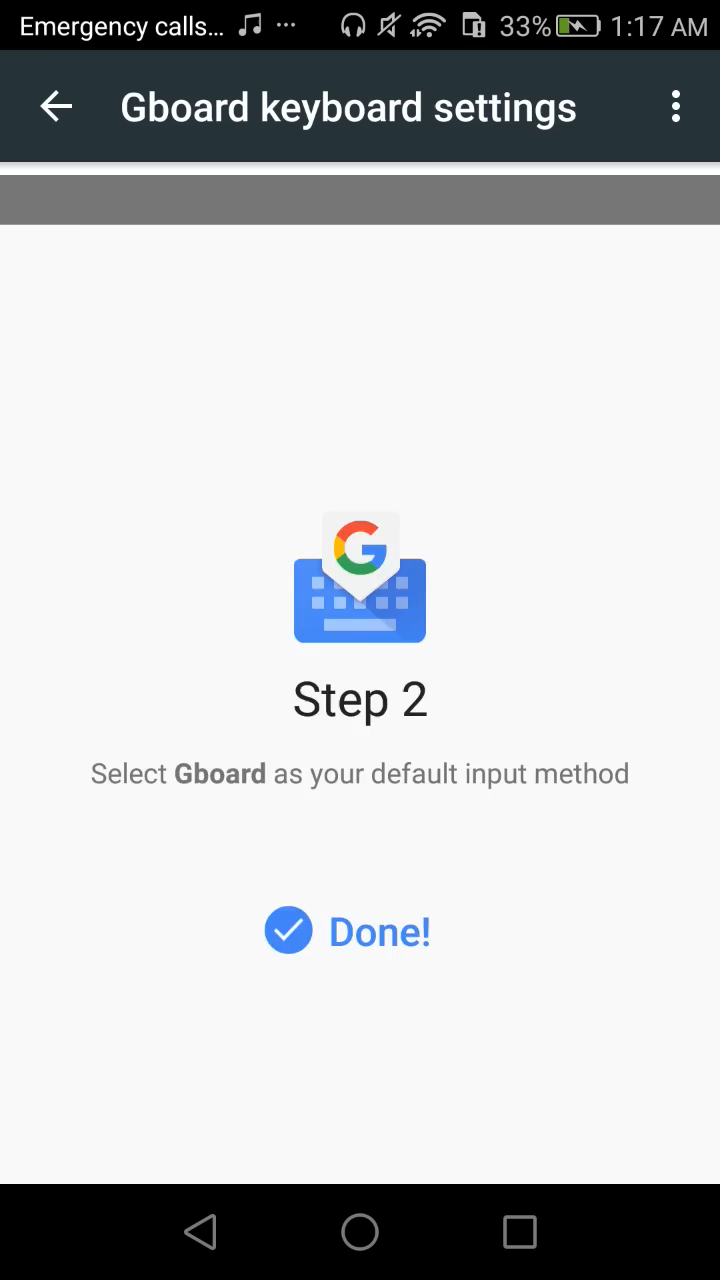 Emergency calls... 33% 1:17 AM
Gboard keyboard settings
G
Step 2
Select Gboard as your default input method
Done!